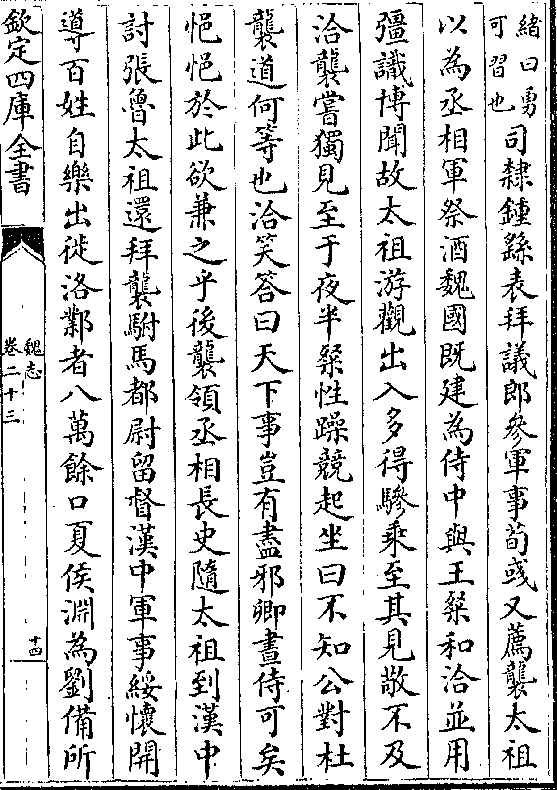 緒曰勇
可習也
司隸鍾繇表拜議郎參軍事荀彧又薦襲太祖
以為丞相軍祭酒魏國既建為侍中與王粲和洽並用
彊識博聞故太祖游觀出入多得驂乘至其見敬不及
洽襲嘗獨見至于夜半粲性躁競起坐曰不知公對杜
襲道何等也洽笑答曰天下事豈有盡邪卿晝侍可矣
悒悒於此欲兼之乎後襲領丞相長史隨太祖到漢中
討張魯太祖還拜襲駙馬都尉留督漢中軍事綏懷開
導百姓自樂出徙洛鄴者八萬餘口夏侯淵為劉備所
欽定四庫全書
魏志
卷二十三
十四